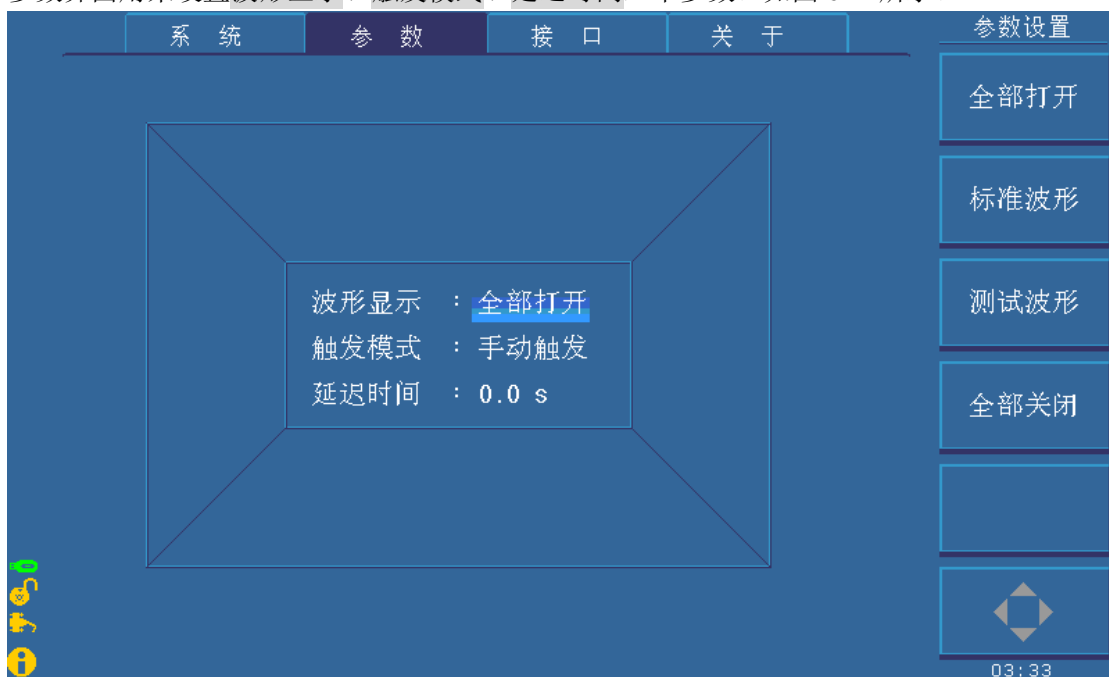 系 统 参 数 接 口 关 于 参数设置
全部打开
标准波形
测试波形
全部关闭
波形显示 : 全部打开
触发模式 : 手动触发
延迟时间 : 0.0 s
03:33